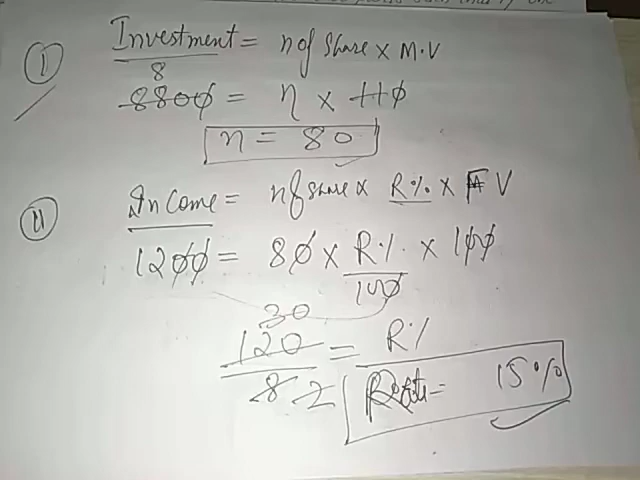 (I) Investment = n of share x M.V
8
8800 = n x 110
n = 80
(II) Income = n of share x R% x F V
1200 = 80 x R% x 100
100
30
120 = R%
8 2
Rate = 15%